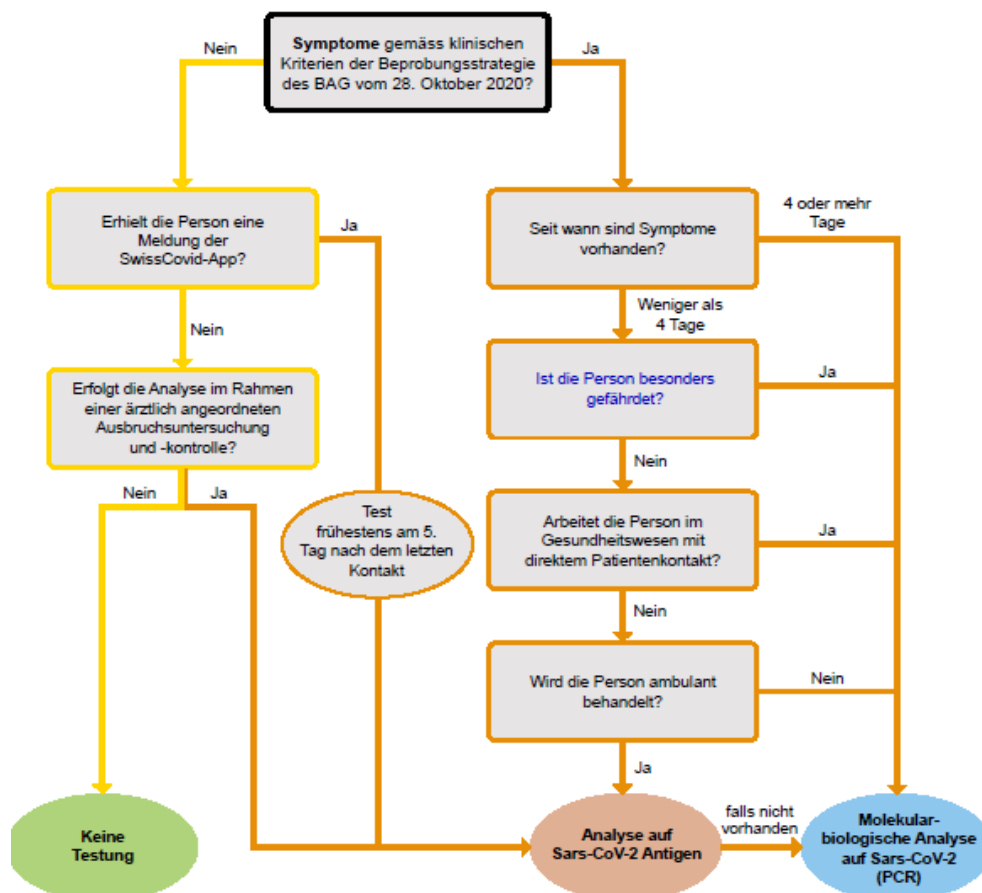 Nein
Symptome gemäss klinischen
Kriterien der Beprobungsstrategie
des BAG vom 28. Oktober 2020?
Ja
Erhielt die Person eine
Meldung der
SwissCovid-App?
Ja
Seit wann sind Symptome
vorhanden?
4 oder mehr
Tage
Nein
Weniger als
4 Tage
Erfolgt die Analyse im Rahmen
einer ärztlich angeordneten
Ausbruchsuntersuchung
und -kontrolle?
Ist die Person besonders
gefährdet?
Ja
Nein
Nein
Ja
Test
frühestens am 5.
Tag nach dem letzten
Kontakt
Arbeitet die Person im
Gesundheitswesen mit
direktem Patientenkontakt?
Ja
Nein
Wird die Person ambulant
behandelt?
Nein
Ja
Keine
Testung
Analyse auf
Sars-CoV-2 Antigen
falls nicht
vorhanden
Molekular-
biologische Analyse
auf Sars-CoV-2
(PCR)